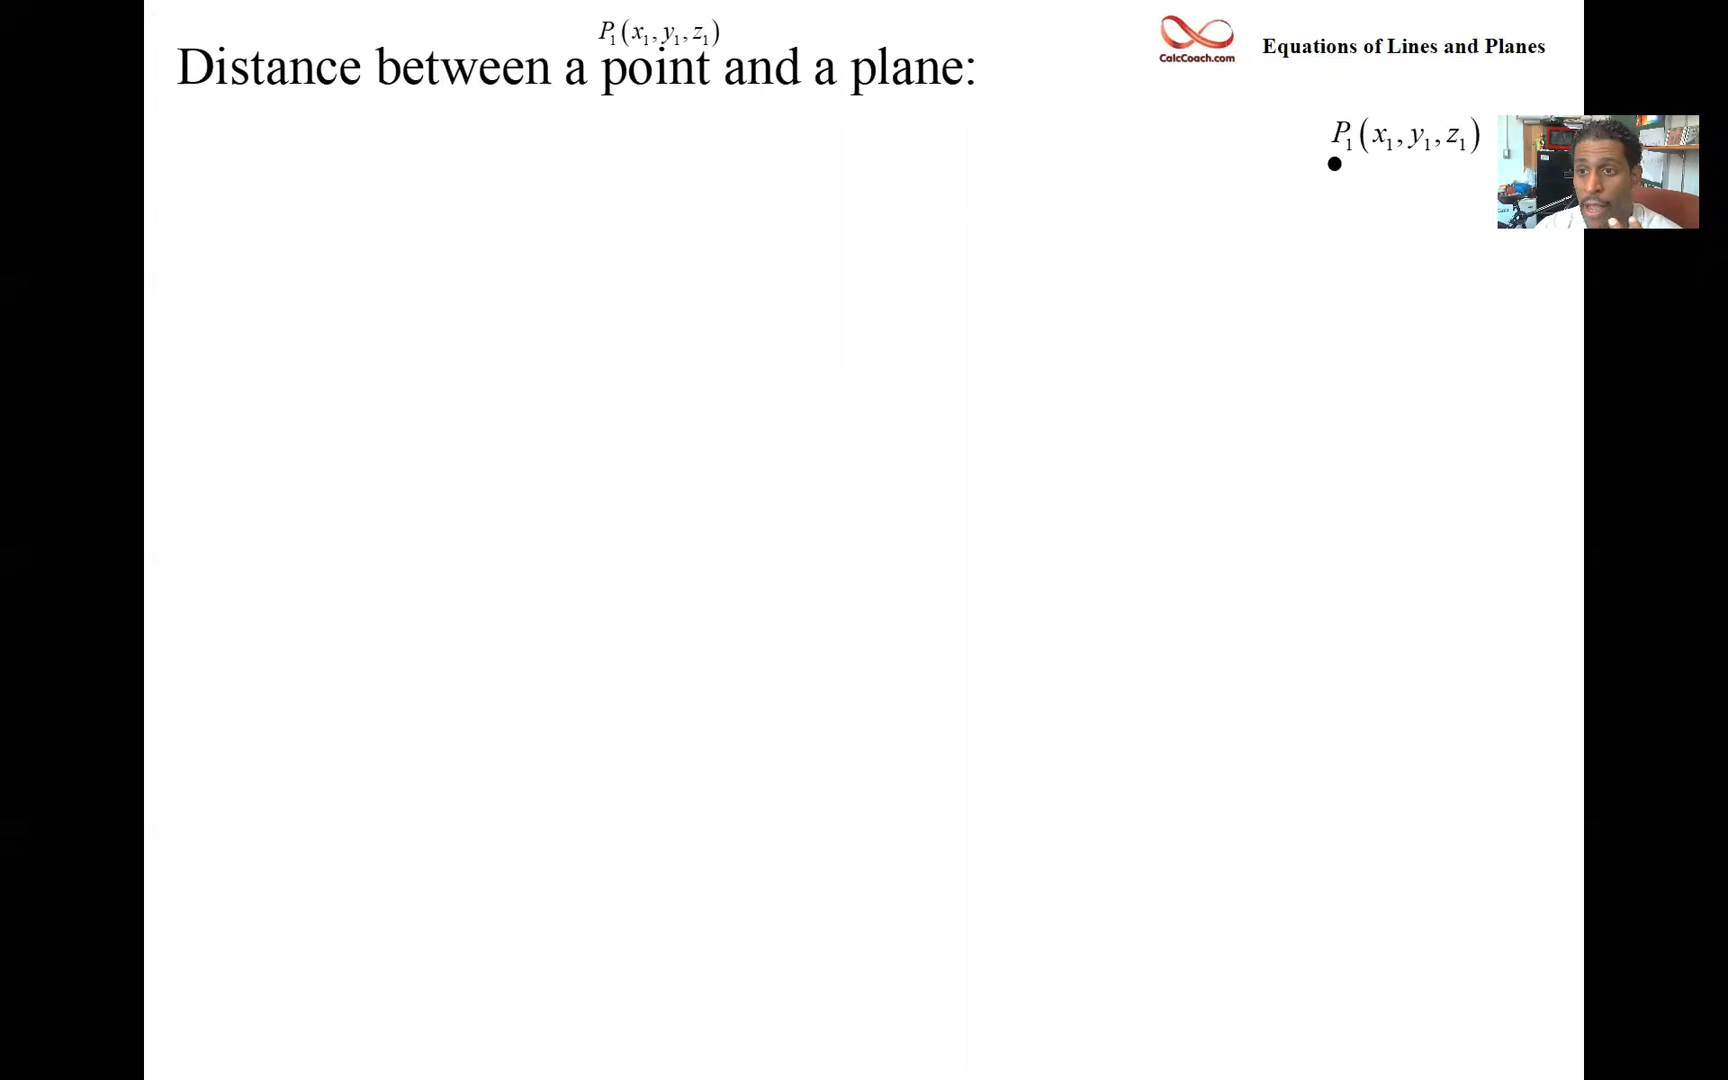 P₁(x₁, y₁, z₁)
Distance between a point and a plane:
CalcCoach.com
Equations of Lines and Planes
P₁(x₁, y₁, z₁)